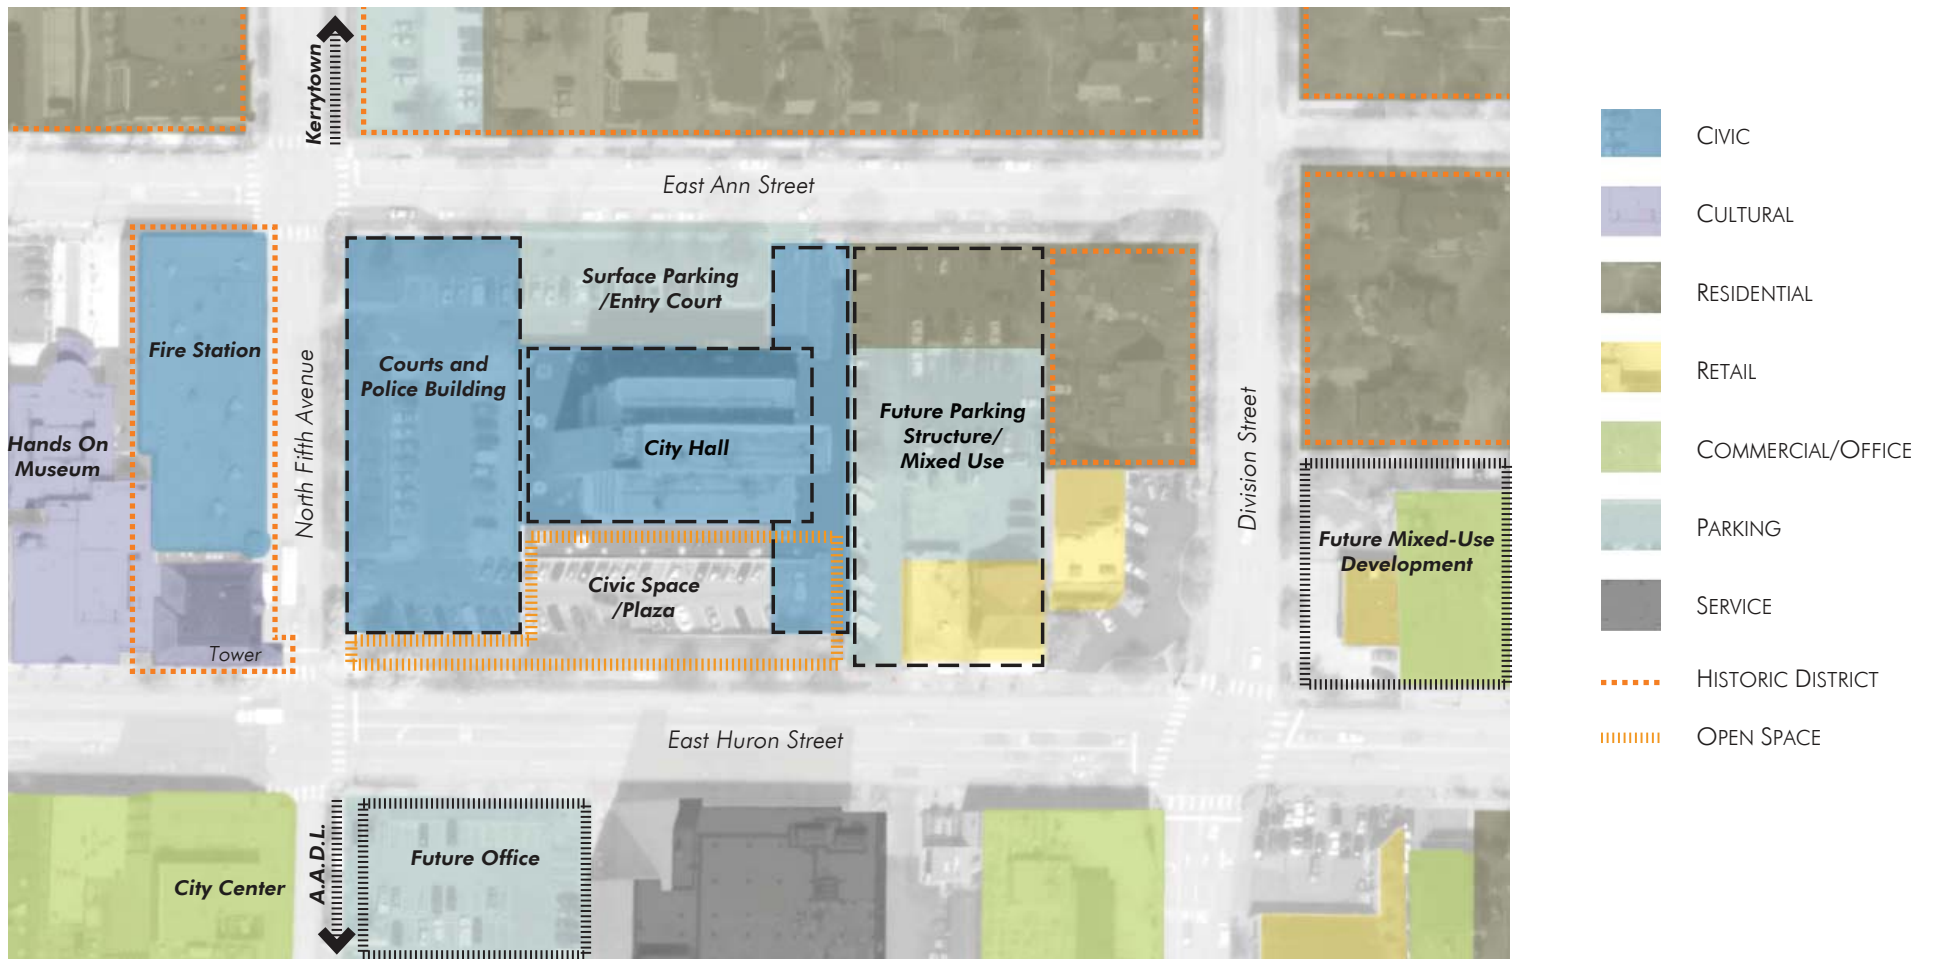 Kerrytown
East Ann Street
Surface Parking
/Entry Court
Fire Station
North Fifth Avenue
Courts and
Police Building
Hands On
Museum
City Hall
Future Parking
Structure/
Mixed Use
Division Street
Future Mixed-Use
Development
Civic Space
/Plaza
Tower
East Huron Street
A.A.D.L.
Future Office
City Center
CIVIC
CULTURAL
RESIDENTIAL
RETAIL
COMMERCIAL/OFFICE
PARKING
SERVICE
HISTORIC DISTRICT
OPEN SPACE